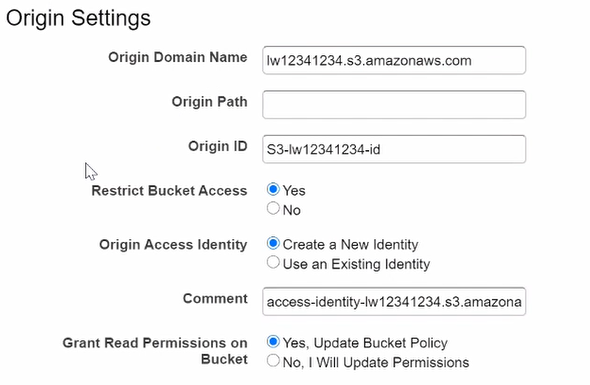 Origin Settings
Origin Domain Name lw12341234.s3.amazonaws.com
Origin Path
Origin ID S3-lw12341234-id
Restrict Bucket Access Yes
No
Origin Access Identity Create a New Identity
Use an Existing Identity
Comment access-identity-lw12341234.s3.amazona
Grant Read Permissions on Yes, Update Bucket Policy
Bucket No, I Will Update Permissions